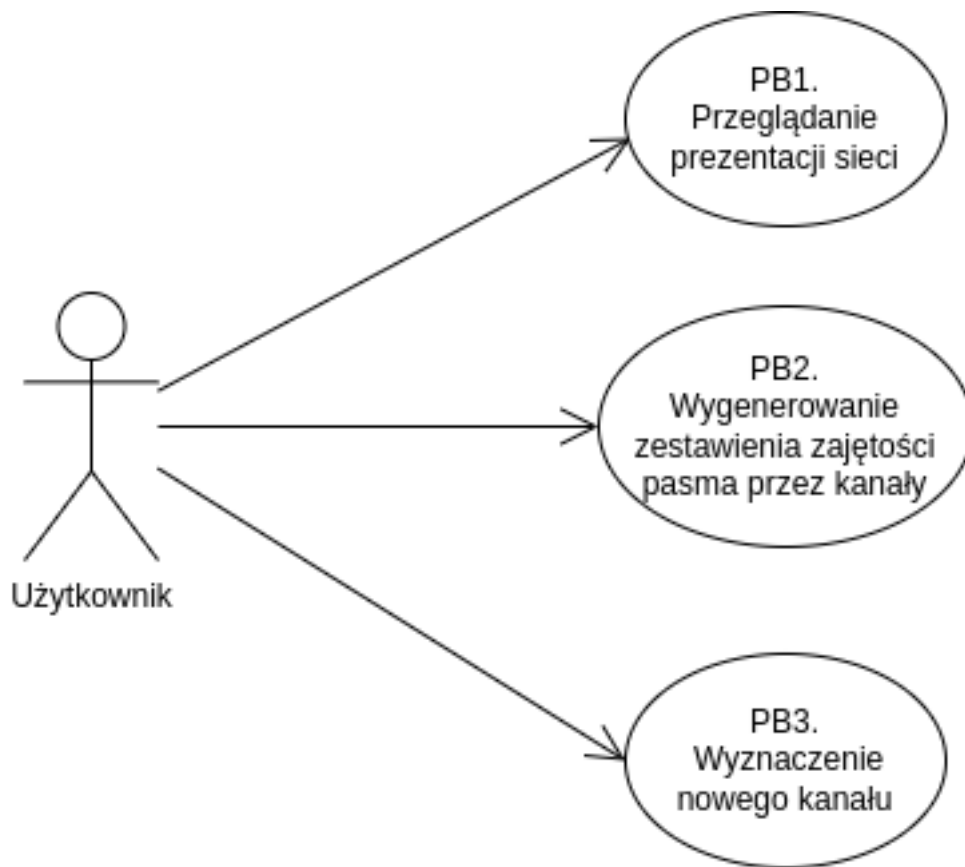 PB1.
Przeglądanie
prezentacji sieci
PB2.
Wygenerowanie
zestawienia zajętości
pasma przez kanały
Użytkownik
PB3.
Wyznaczenie
nowego kanału